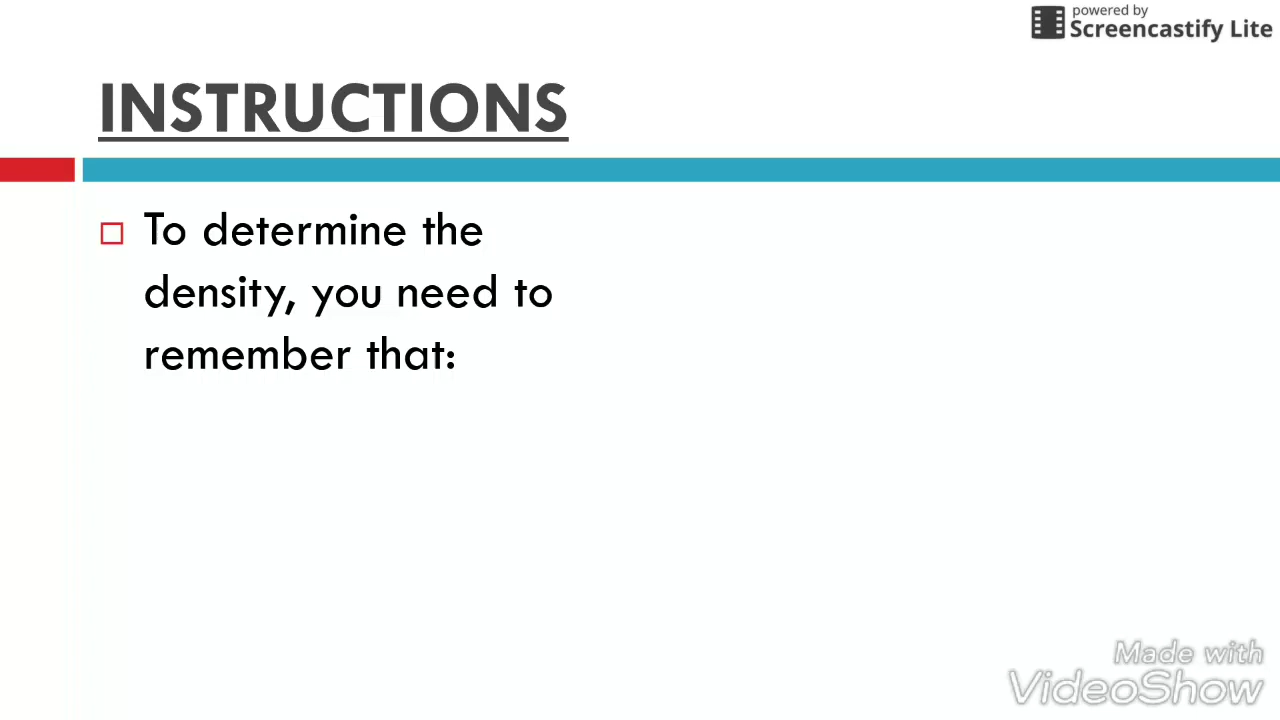 powered by
Screencastify Lite
INSTRUCTIONS
To determine the
density, you need to
remember that:
Made with
VideoShow